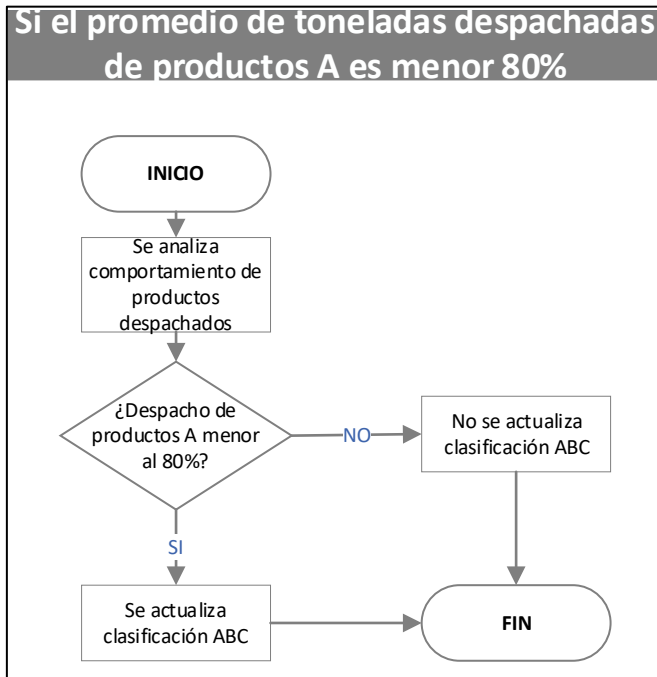 Si el promedio de toneladas despachadas
de productos A es menor 80%
INICIO
Se analiza
comportamiento de
productos
despachados
¿Despacho de
productos A menor
al 80%?
NO
No se actualiza
clasificación ABC
SI
Se actualiza
clasificación ABC
FIN